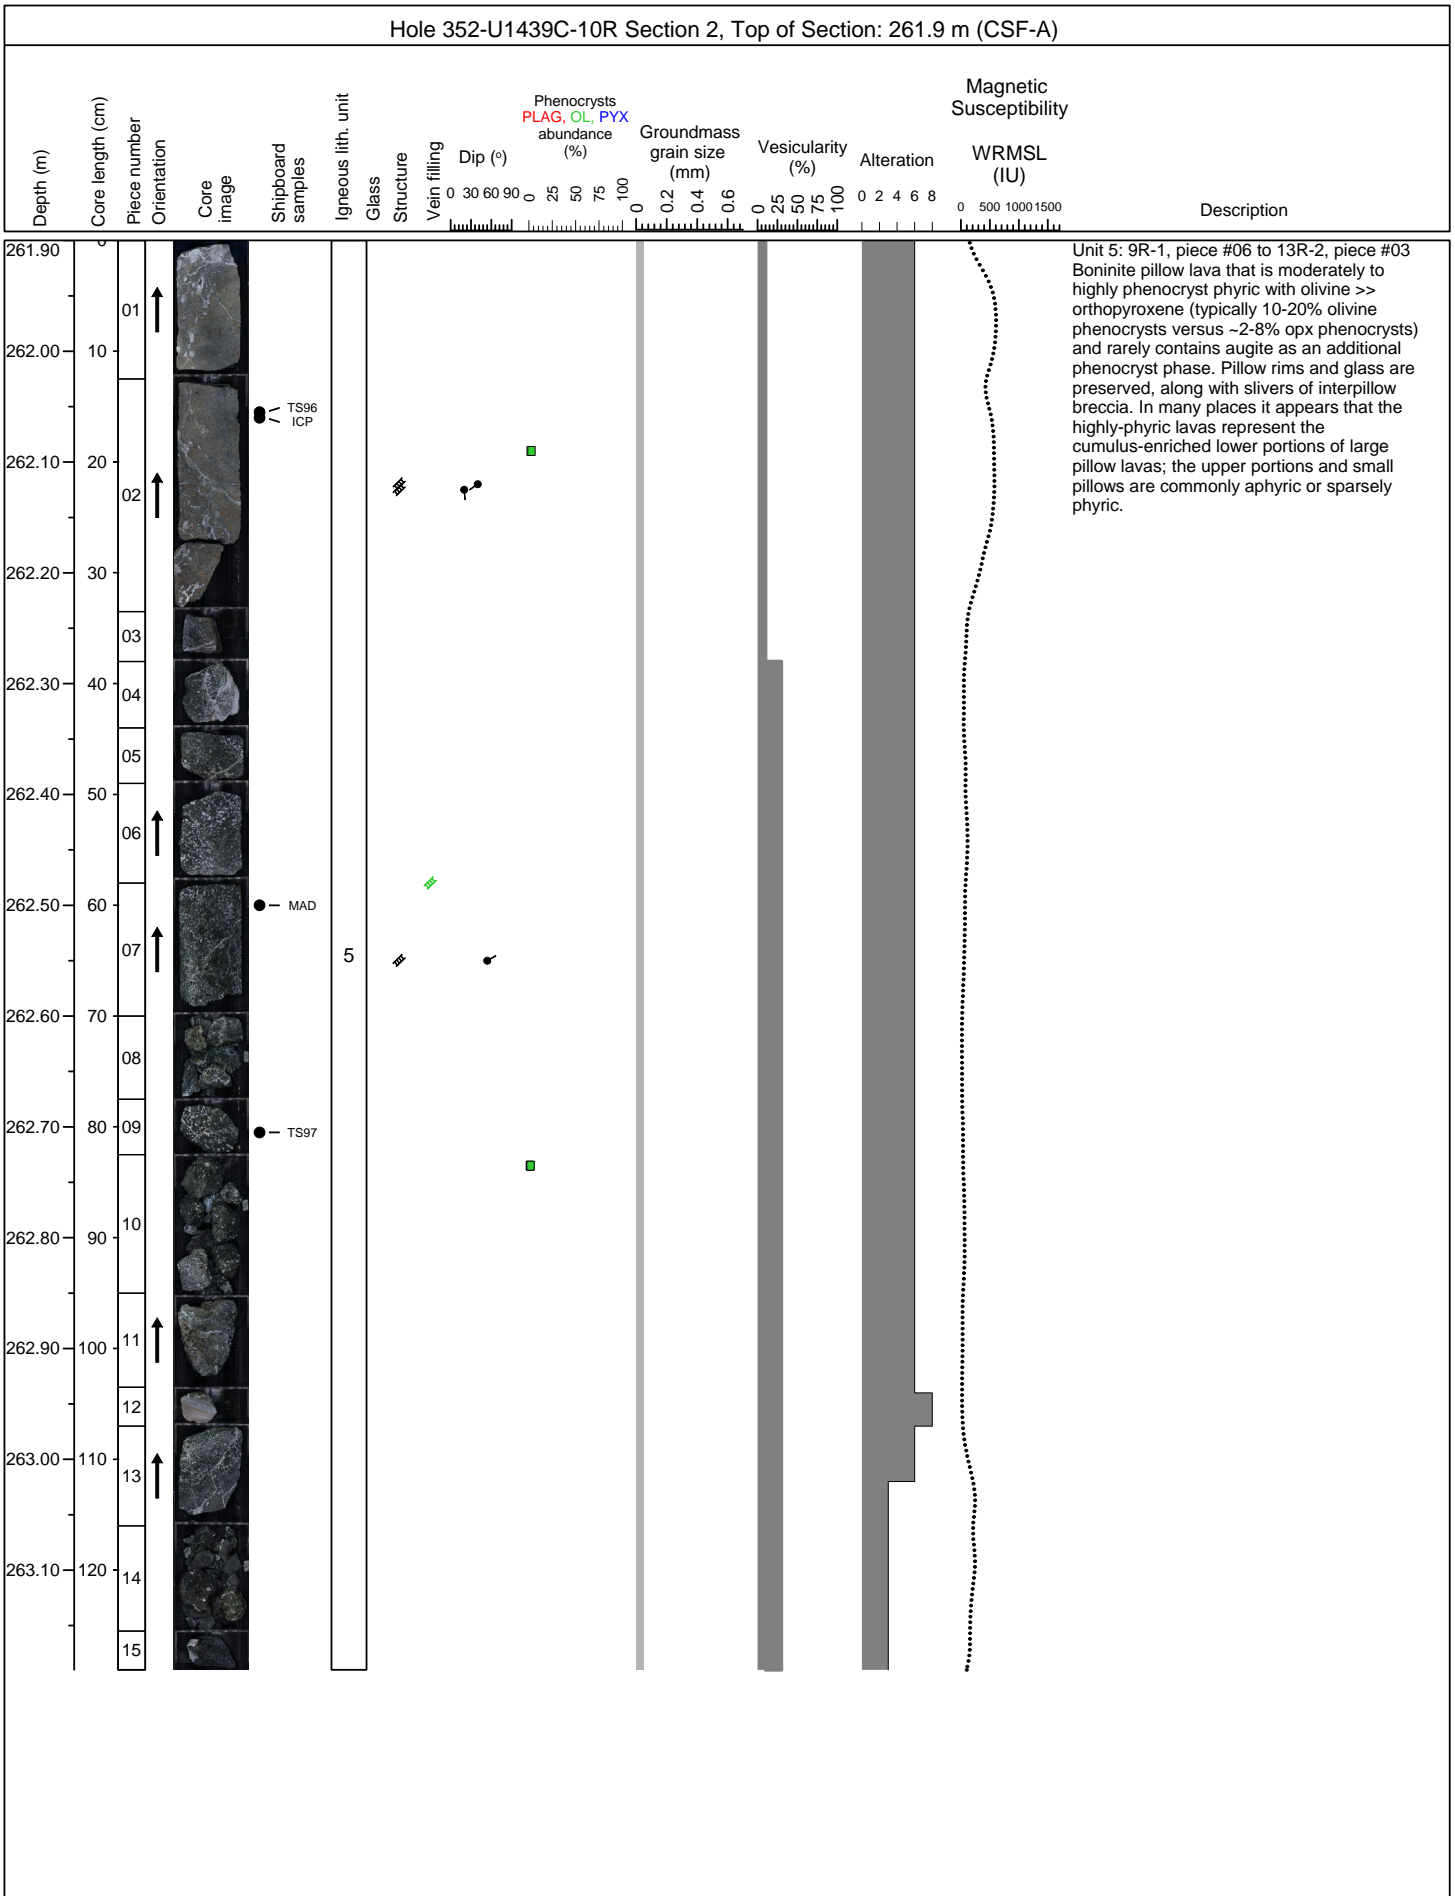 Hole 352-U1439C-10R Section 2, Top of Section: 261.9 m (CSF-A)
Depth (m)
Core length (cm)
Piece number
Orientation
Core image
Shipboard samples
Igneous lith. unit
Glass
Structure
Vein filling
Dip (°)
0 30 60 90
Phenocrysts
PLAG, OL, PYX
abundance
(%)
0 25 50 75 100
Groundmass
grain size
(mm)
0 0.2 0.4 0.6
Vesicularity
(%)
0 25 50 75 100
Alteration
0 2 4 6 8
Magnetic
Susceptibility
WRMSL
(IU)
0 500 1000 1500
Description
261.90 0
01
262.00 10
TS96
ICP
262.10 20
02
262.20 30
03
262.30 40 04
05
262.40 50
06
262.50 60 MAD
07
5
262.60 70
08
262.70 80 09 TS97
10
262.80 90
11
262.90 100
12
263.00 110
13
263.10 120
14
15
Unit 5: 9R-1, piece #06 to 13R-2, piece #03
Boninite pillow lava that is moderately to
highly phenocryst phyric with olivine >>
orthopyroxene (typically 10-20% olivine
phenocrysts versus ~2-8% opx phenocrysts)
and rarely contains augite as an additional
phenocryst phase. Pillow rims and glass are
preserved, along with slivers of interpillow
breccia. In many places it appears that the
highly-phyric lavas represent the
cumulus-enriched lower portions of large
pillow lavas; the upper portions and small
pillows are commonly aphyric or sparsely
phyric.